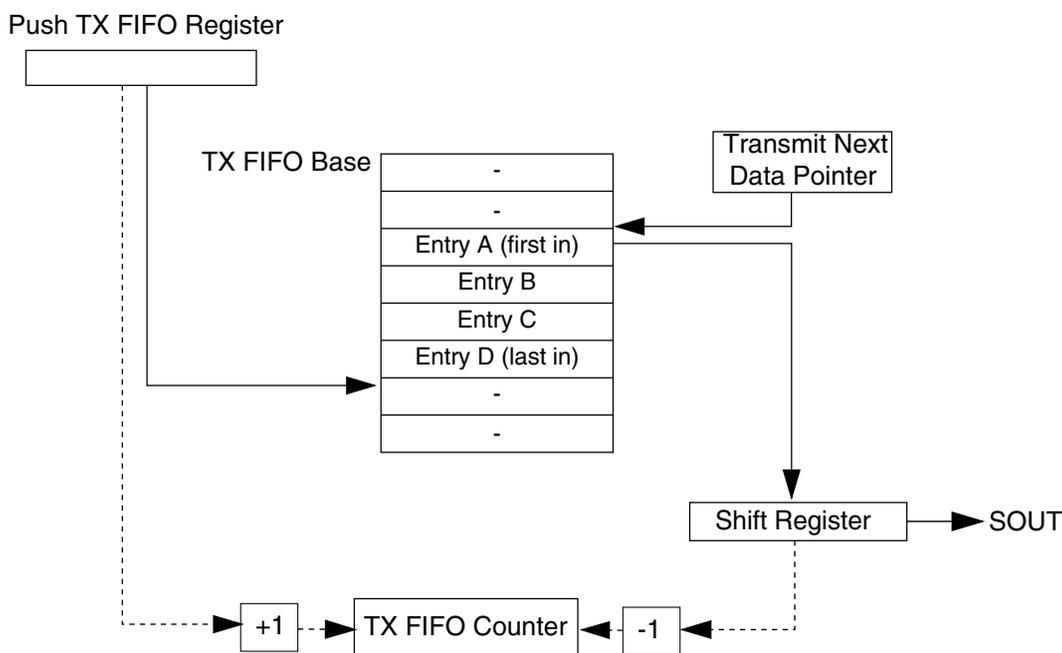 Push TX FIFO Register
TX FIFO Base
-
-
Entry A (first in)
Entry B
Entry C
Entry D (last in)
-
-
Transmit Next
Data Pointer
Shift Register
SOUT
+1
TX FIFO Counter
-1